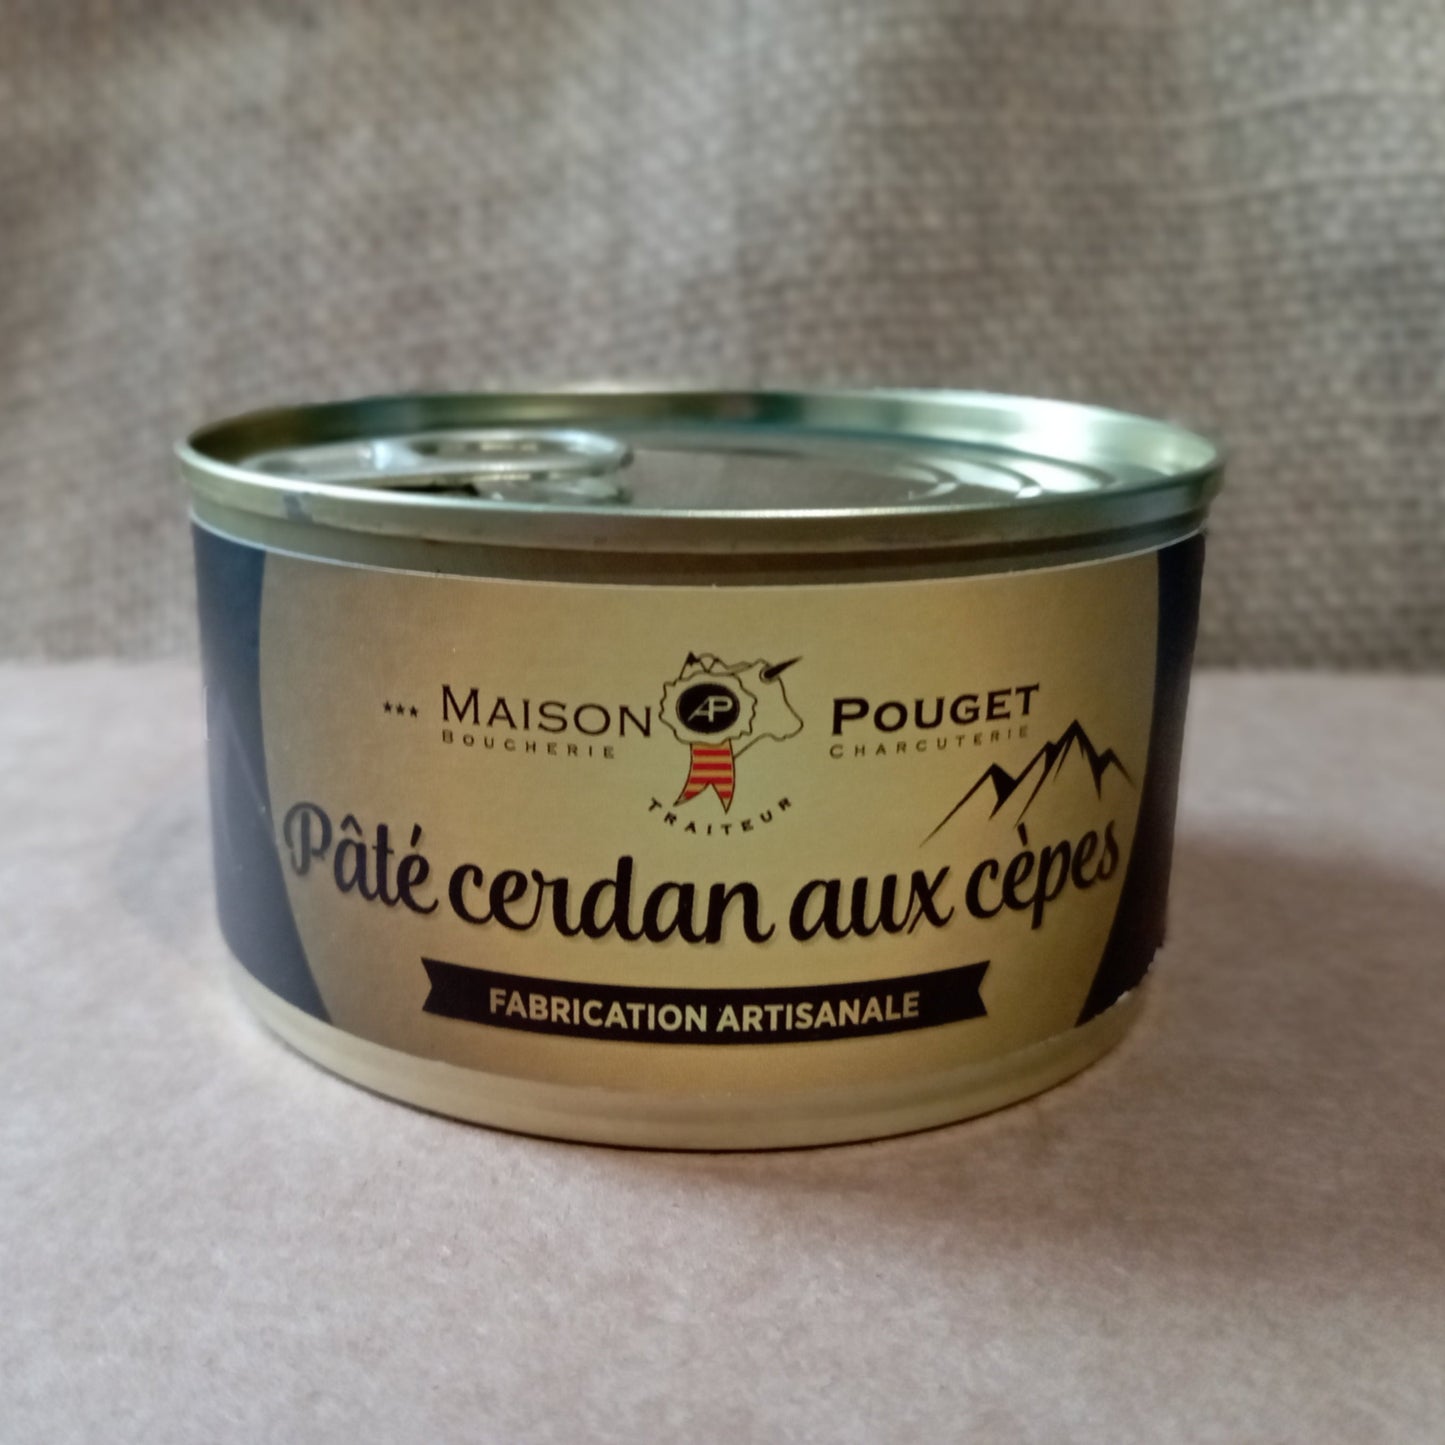 *** MAISON AP POUGET
BOUCHERIE CHARCUTERIE
TRAITEUR
Pâté cerdan aux cèpes
FABRICATION ARTISANALE